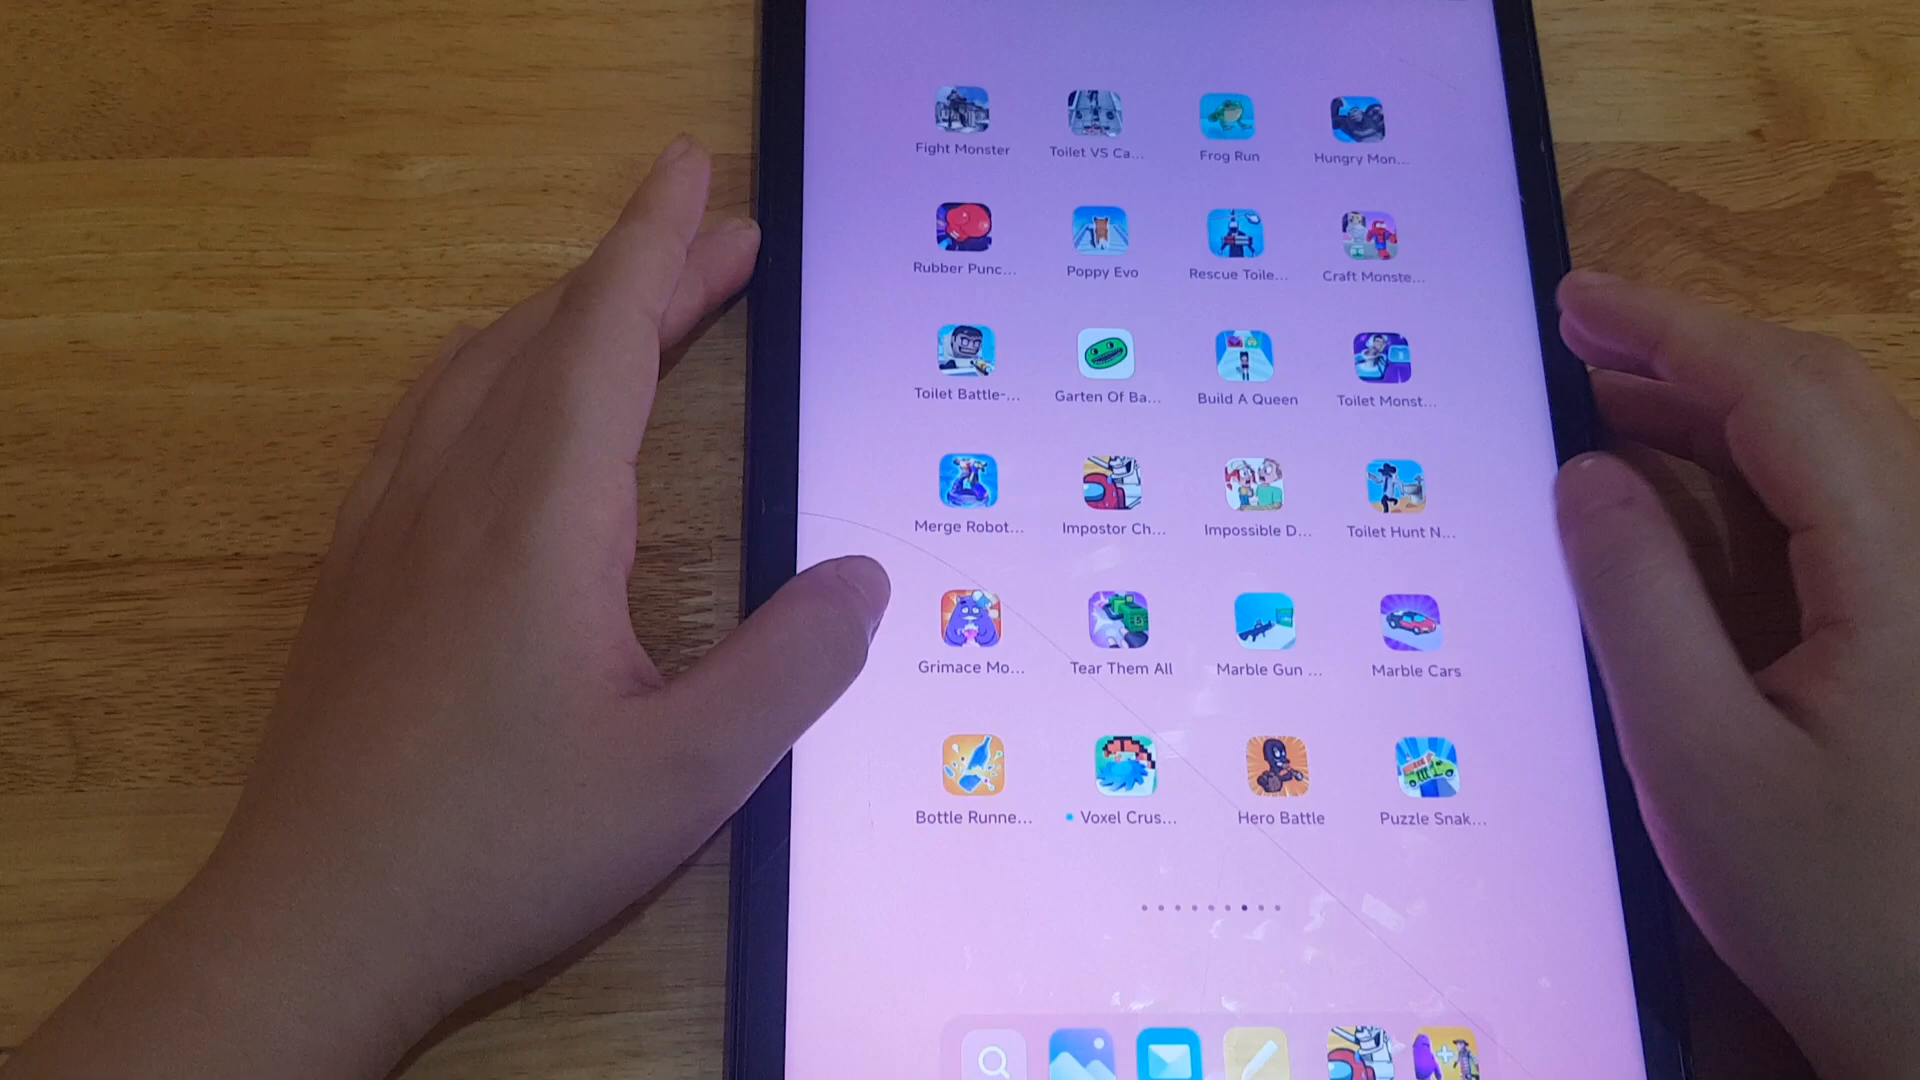 Fight Monster
Toilet VS Ca...
Frog Run
Hungry Mon...
Rubber Punc...
Poppy Evo
Rescue Toile...
Craft Monste...
Toilet Battle-...
Garten Of Ba...
Build A Queen
Toilet Monst...
Merge Robot...
Impostor Ch...
Impossible D...
Toilet Hunt N...
Grimace Mo...
Tear Them All
Marble Gun ...
Marble Cars
Bottle Runne...
Voxel Crus...
Hero Battle
Puzzle Snak...